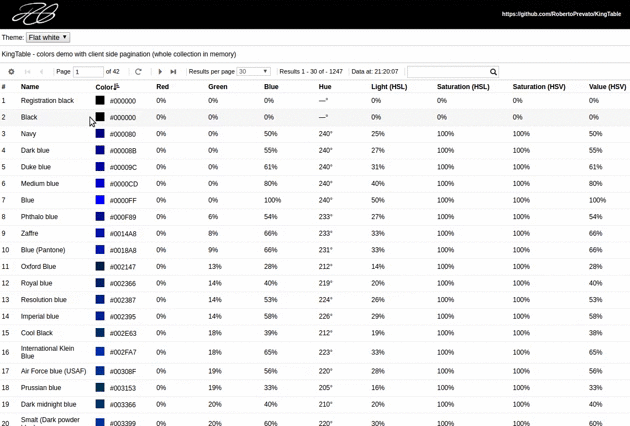 https://github.com/RobertoPrevato/KingTable
Theme: Flat white
KingTable - colors demo with client side pagination (whole collection in memory)
Page 1 of 42 Results per page 30 Results 1 - 30 of - 1247 Data at: 21:20:07
# Name Color Red Green Blue Hue Light (HSL) Saturation (HSL) Saturation (HSV) Value (HSV)
1 Registration black #000000 0% 0% 0% —° 0% 0% 0% 0%
2 Black #000000 0% 0% 0% —° 0% 0% 0% 0%
3 Navy #000080 0% 0% 50% 240° 25% 100% 100% 50%
4 Dark blue #00008B 0% 0% 55% 240° 27% 100% 100% 55%
5 Duke blue #00009C 0% 0% 61% 240° 31% 100% 100% 61%
6 Medium blue #0000CD 0% 0% 80% 240° 40% 100% 100% 80%
7 Blue #0000FF 0% 0% 100% 240° 50% 100% 100% 100%
8 Phthalo blue #000F89 0% 6% 54% 233° 27% 100% 100% 54%
9 Zaffre #0014A8 0% 8% 66% 233° 33% 100% 100% 66%
10 Blue (Pantone) #0018A8 0% 9% 66% 231° 33% 100% 100% 66%
11 Oxford Blue #002147 0% 13% 28% 212° 14% 100% 100% 28%
12 Royal blue #002366 0% 14% 40% 219° 20% 100% 100% 40%
13 Resolution blue #002387 0% 14% 53% 224° 26% 100% 100% 53%
14 Imperial blue #002395 0% 14% 58% 226° 29% 100% 100% 58%
15 Cool Black #002E63 0% 18% 39% 212° 19% 100% 100% 38%
16 International Klein Blue #002FA7 0% 18% 65% 223° 33% 100% 100% 65%
17 Air Force blue (USAF) #00308F 0% 19% 56% 220° 28% 100% 100% 56%
18 Prussian blue #003153 0% 19% 33% 205° 16% 100% 100% 33%
19 Dark midnight blue #003366 0% 20% 40% 210° 20% 100% 100% 40%
20 Smalt (Dark powder #003399 0% 20% 60% 220° 30% 100% 100% 60%